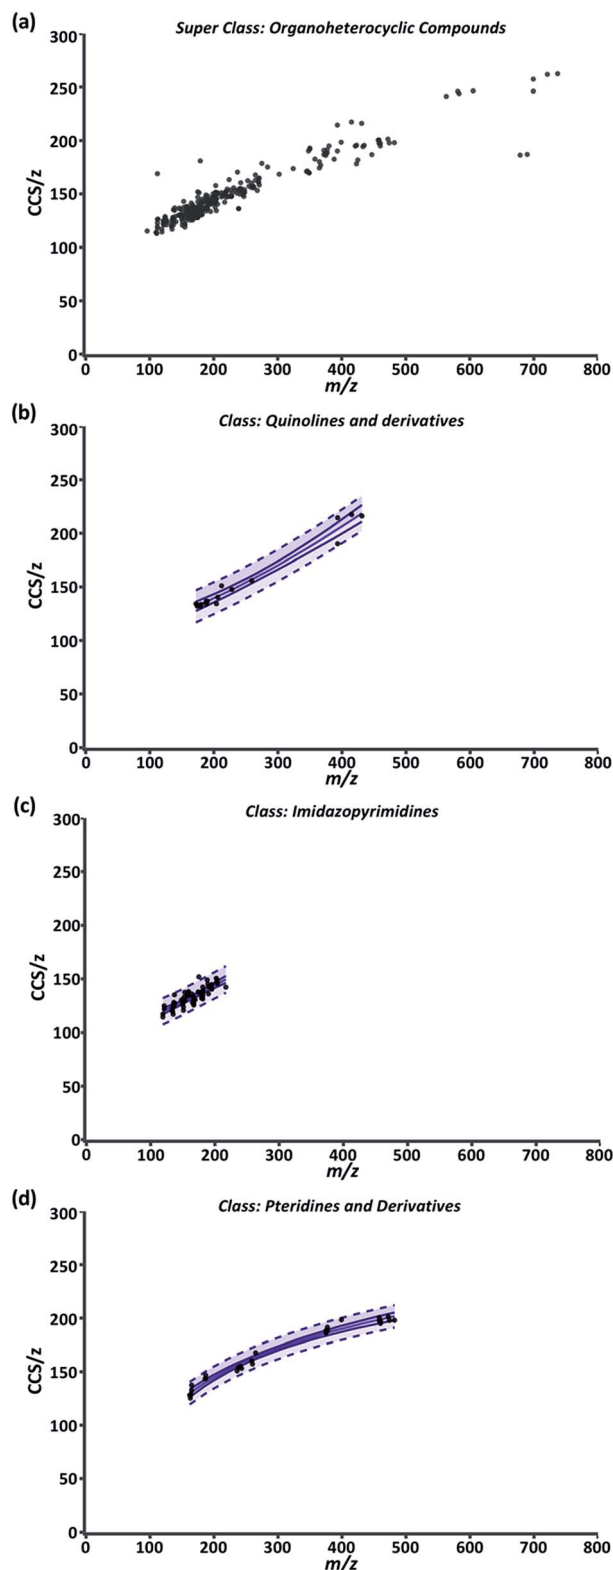 (a)
Super Class: Organoheterocyclic Compounds
300
250
200
150
100
50
0
CCS/z
0 100 200 300 400 500 600 700 800
m/z
(b)
Class: Quinolines and derivatives
300
250
200
150
100
50
0
CCS/z
0 100 200 300 400 500 600 700 800
m/z
(c)
Class: Imidazopyrimidines
300
250
200
150
100
50
0
CCS/z
0 100 200 300 400 500 600 700 800
m/z
(d)
Class: Pteridines and Derivatives
300
250
200
150
100
50
0
CCS/z
0 100 200 300 400 500 600 700 800
m/z